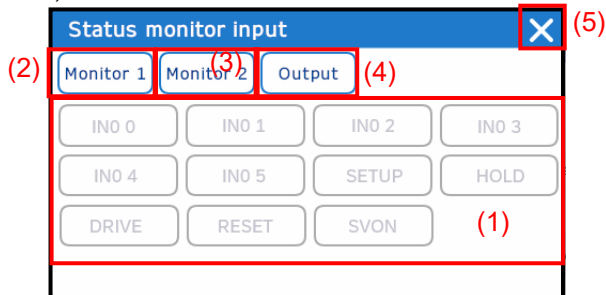 Status monitor input
(5)
(2) Monitor 1 Monitor 2 (3) Output (4)
IN0 0 IN0 1 IN0 2 IN0 3
IN0 4 IN0 5 SETUP HOLD
DRIVE RESET SVON (1)